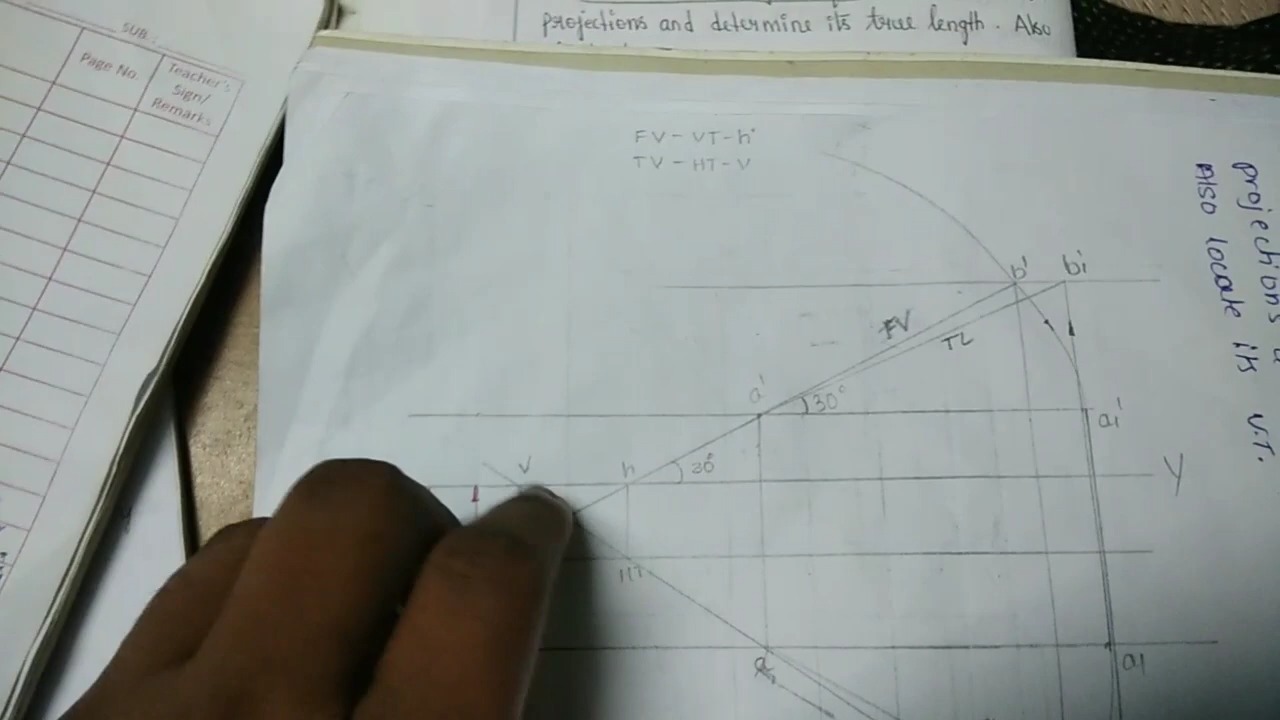 SUB.:
Page No.
Teacher's
Sign/
Remarks
projections and determine its true length. Also
FV - VT - h'
TV - HT - V
projections
Also locate its V.T.
b'
b1'
FV
TL
a'
30°
a1'
V
h
30°
Y
HT
a1